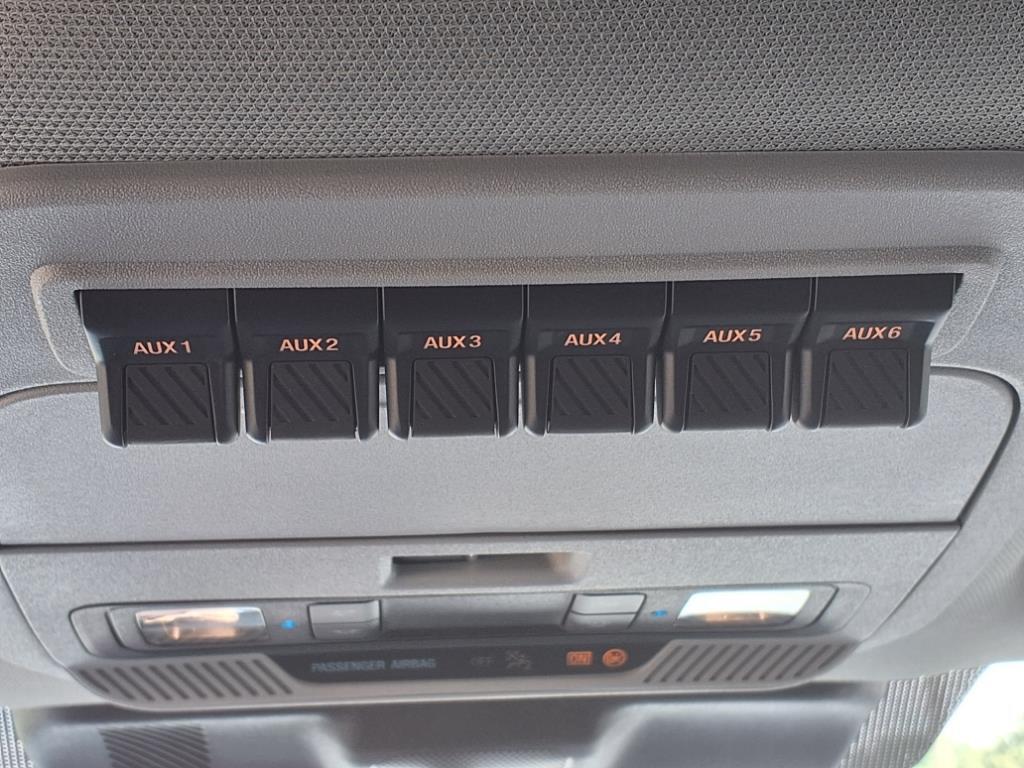 AUX 1 AUX 2 AUX 3 AUX 4 AUX 5 AUX 6
PASSENGER AIRBAG OFF ON